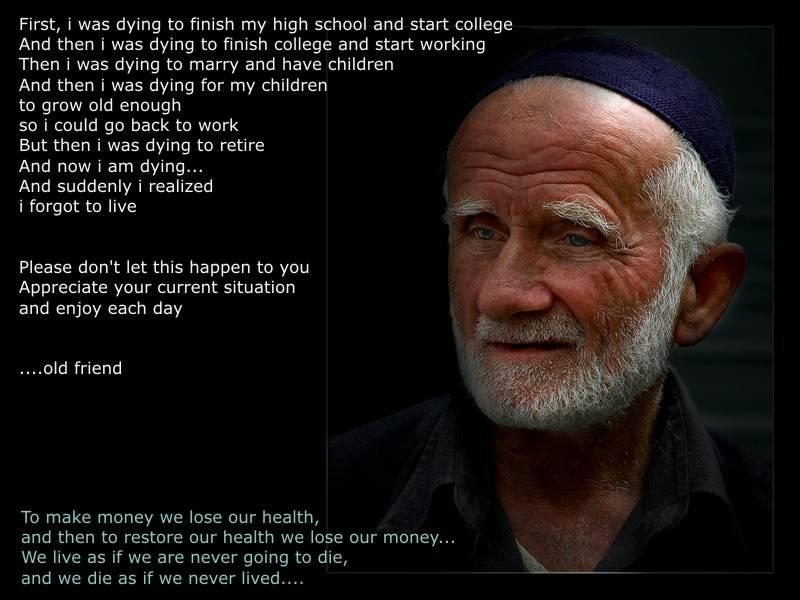 First, i was dying to finish my high school and start college
And then i was dying to finish college and start working
Then i was dying to marry and have children
And then i was dying for my children
to grow old enough
so i could go back to work
But then i was dying to retire
And now i am dying...
And suddenly i realized
i forgot to live
Please don't let this happen to you
Appreciate your current situation
and enjoy each day
....old friend
To make money we lose our health,
and then to restore our health we lose our money...
We live as if we are never going to die,
and we die as if we never lived....